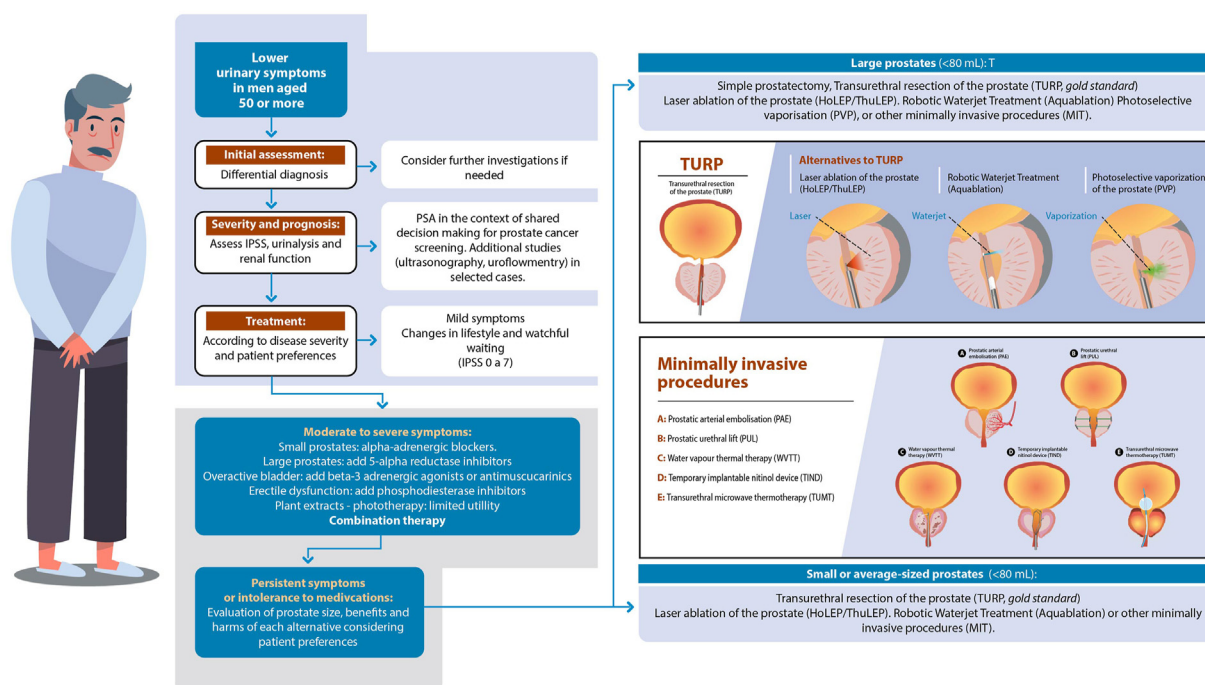 Lower
urinary symptoms
in men aged
50 or more
Initial assessment:
Differential diagnosis
Consider further investigations if
needed
Severity and prognosis:
Assess IPSS, urinalysis and
renal function
PSA in the context of shared
decision making for prostate cancer
screening. Additional studies
(ultrasonography, uroflowmentry) in
selected cases.
Treatment:
According to disease severity
and patient preferences
Mild symptoms
Changes in lifestyle and watchful
waiting
(IPSS 0 a 7)
Moderate to severe symptoms:
Small prostates: alpha-adrenergic blockers.
Large prostates: add 5-alpha reductase inhibitors
Overactive bladder: add beta-3 adrenergic agonists or antimuscucarinics
Erectile dysfunction: add phosphodiesterase inhibitors
Plant extracts - phototherapy: limited utillity
Combination therapy
Persistent symptoms
or intolerance to medivcations:
Evaluation of prostate size, benefits and
harms of each alternative considering
patient preferences
Large prostates (<80 mL): T
Simple prostatectomy, Transurethral resection of the prostate (TURP, gold standard)
Laser ablation of the prostate (HoLEP/ThuLEP). Robotic Waterjet Treatment (Aquablation) Photoselective
vaporisation (PVP), or other minimally invasive procedures (MIT).
TURP
Transurethral resection
of the prostate (TURP)
Alternatives to TURP
Laser ablation of the prostate
(HoLEP/ThuLEP)
Laser
Robotic Waterjet Treatment
(Aquablation)
Waterjet
Photoselective vaporization
of the prostate (PVP)
Vaporization
Minimally invasive
procedures
A: Prostatic arterial embolisation (PAE)
B: Prostatic urethral lift (PUL)
C: Water vapour thermal therapy (WVTT)
D: Temporary implantable nitinol device (TIND)
E: Transurethral microwave thermotherapy (TUMT)
A Prostatic arterial
embolisation (PAE)
B Prostatic urethral
lift (PUL)
C Water vapour thermal
therapy (WVTT)
D Temporary implantable
nitinol device (TIND)
E Transurethral microwave
thermotherapy (TUMT)
Small or average-sized prostates (<80 mL):
Transurethral resection of the prostate (TURP, gold standard)
Laser ablation of the prostate (HoLEP/ThuLEP). Robotic Waterjet Treatment (Aquablation) or other minimally
invasive procedures (MIT).